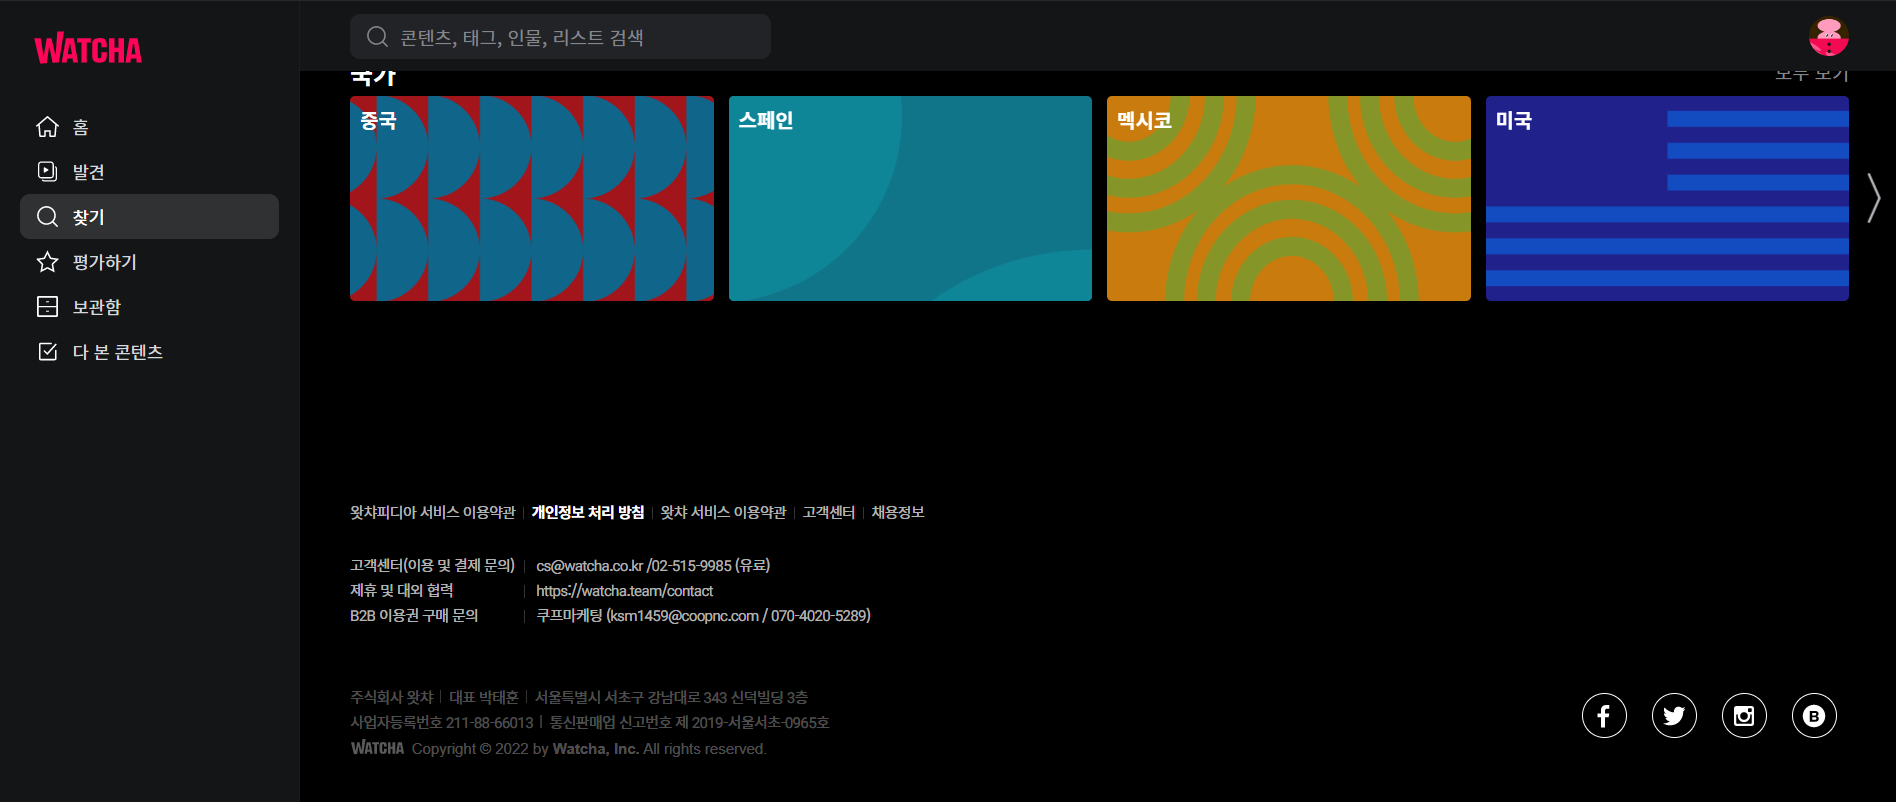 WATCHA
콘텐츠, 태그, 인물, 리스트 검색
홈
발견
찾기
평가하기
보관함
다 본 콘텐츠
국가
모두 보기
중국
스페인
멕시코
미국
왓챠피디아 서비스 이용약관 | 개인정보 처리 방침 | 왓챠 서비스 이용약관 | 고객센터 | 채용정보
고객센터(이용 및 결제 문의) | cs@watcha.co.kr /02-515-9985 (유료)
제휴 및 대외 협력 | https://watcha.team/contact
B2B 이용권 구매 문의 | 쿠프마케팅 (ksm1459@coopnc.com / 070-4020-5289)
주식회사 왓챠 | 대표 박태훈 | 서울특별시 서초구 강남대로 343 신덕빌딩 3층
사업자등록번호 211-88-66013 | 통신판매업 신고번호 제 2019-서울서초-0965호
WATCHA Copyright © 2022 by Watcha, Inc. All rights reserved.